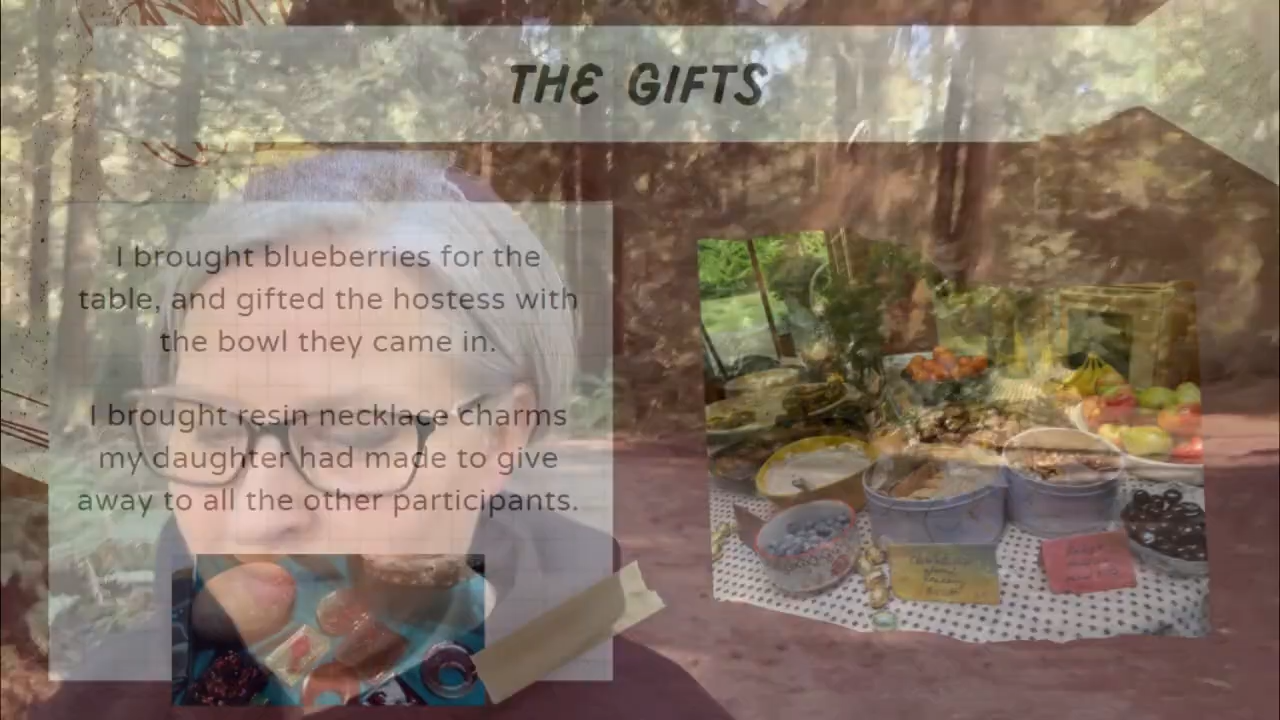 THE GIFTS
I brought blueberries for the
table, and gifted the hostess with
the bowl they came in.
I brought resin necklace charms
my daughter had made to give
away to all the other participants.